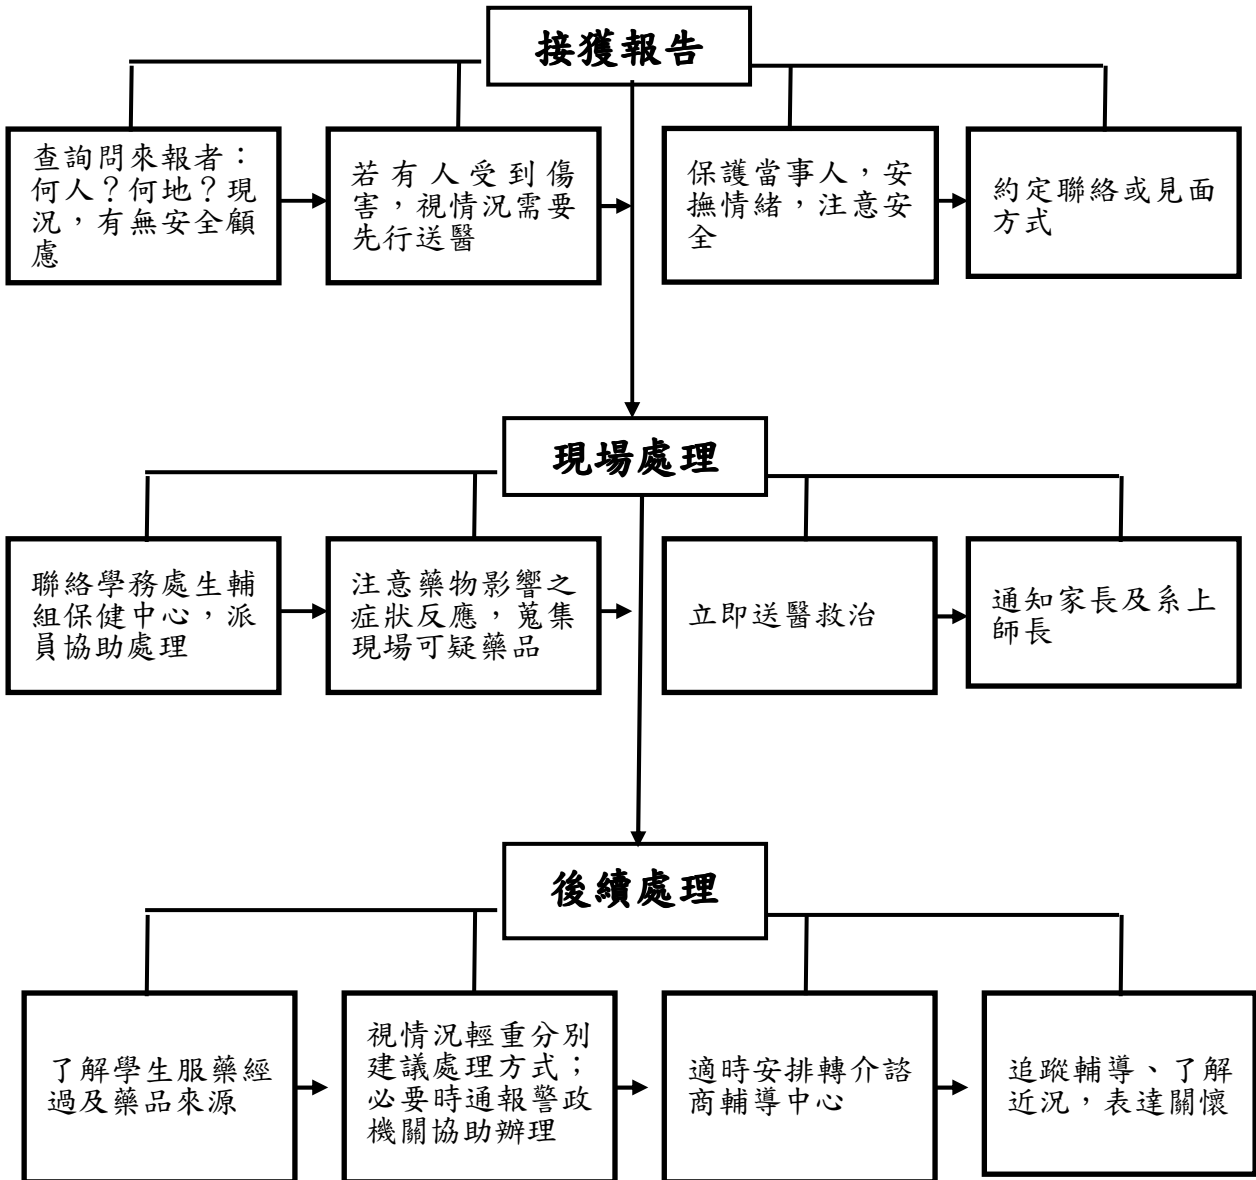 接獲報告
查詢問來報者：
何人？何地？現
況，有無安全顧
慮
若有人受到傷
害，視情況需要
先行送醫
保護當事人，安
撫情緒，注意安
全
約定聯絡或見面
方式
現場處理
聯絡學務處生輔
組保健中心，派
員協助處理
注意藥物影響之
症狀反應，蒐集
現場可疑藥品
立即送醫救治
通知家長及系上
師長
後續處理
了解學生服藥經
過及藥品來源
視情況輕重分別
建議處理方式；
必要時通報警政
機關協助辦理
適時安排轉介諮
商輔導中心
追蹤輔導、了解
近況，表達關懷